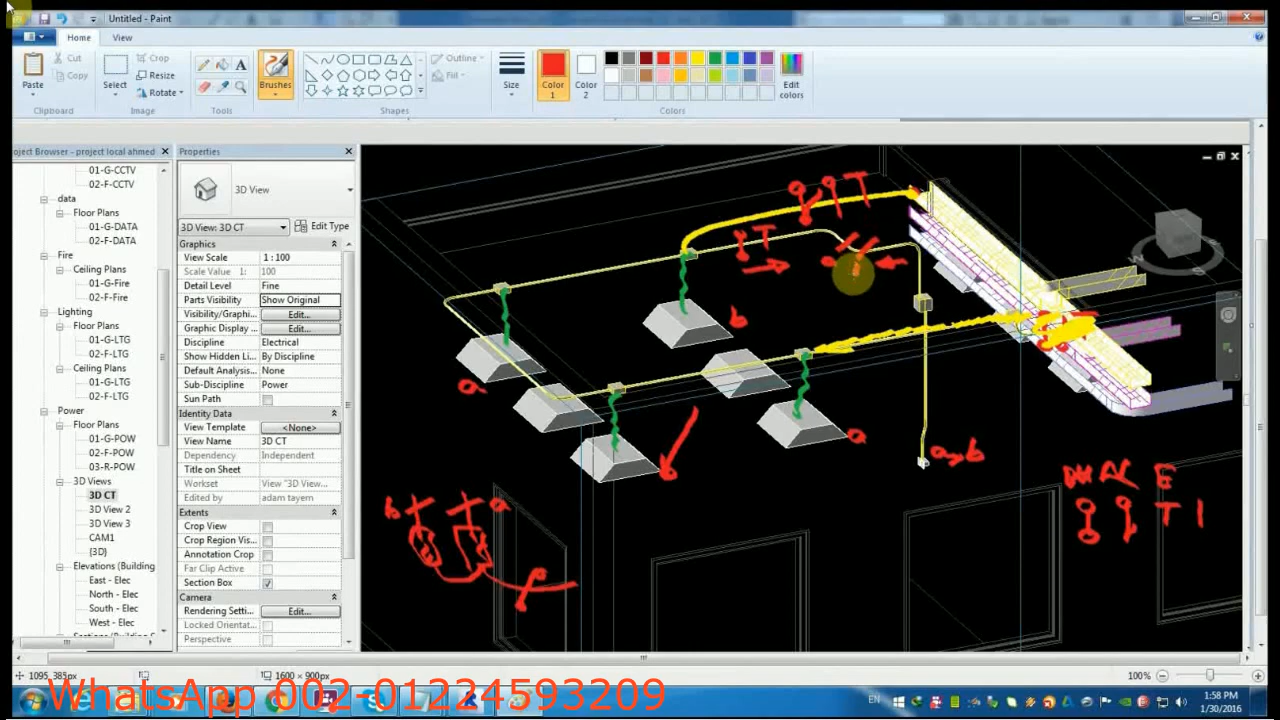 Untitled - Paint
Home View
Cut
Copy
Paste
Crop
Resize
Rotate
Select
Brushes
Outline
Fill
Size
Color 1
Color 2
Edit colors
Clipboard Image Tools Shapes Colors
Project Browser - project local ahmed
01-G-CCTV
02-F-CCTV
data
Floor Plans
01-G-DATA
02-F-DATA
Fire
Ceiling Plans
01-G-Fire
02-F-Fire
Lighting
Floor Plans
01-G-LTG
02-F-LTG
Ceiling Plans
01-G-LTG
02-F-LTG
Power
Floor Plans
01-G-POW
02-F-POW
03-R-POW
3D Views
3D CT
3D View 2
3D View 3
CAM1
{3D}
Elevations (Building
East - Elec
North - Elec
South - Elec
West - Elec
Properties
3D View
3D View: 3D CT Edit Type
Graphics
View Scale 1 : 100
Scale Value 1: 100
Detail Level Fine
Parts Visibility Show Original
Visibility/Graphi... Edit...
Graphic Display ... Edit...
Discipline Electrical
Show Hidden Li... By Discipline
Default Analysis... None
Sub-Discipline Power
Sun Path
Identity Data
View Template <None>
View Name 3D CT
Dependency Independent
Title on Sheet
Workset View "3D View...
Edited by adam tayern
Extents
Crop View
Crop Region Vis...
Annotation Crop
Far Clip Active
Section Box
Camera
Rendering Setti... Edit...
Locked Orientat...
Perspective
T
T
b
a
a
b
a,b
b a
E
T
1095, 385px
1600 × 900px
100%
WhatsApp 002-01224593209
EN
1:58 PM
1/30/2016